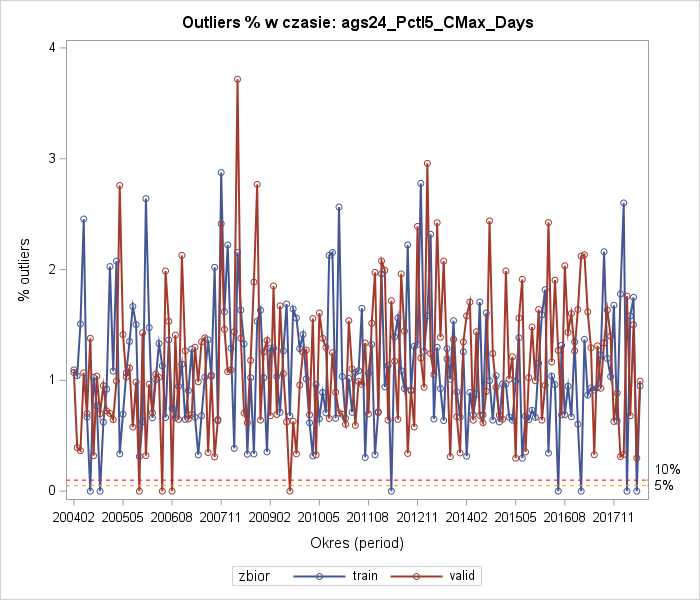 Outliers % w czasie: ags24_Pctl5_CMax_Days
% outliers
4
3
2
1
0
10%
5%
200402 200505 200608 200711 200902 201005 201108 201211 201402 201505 201608 201711
Okres (period)
zbior train valid